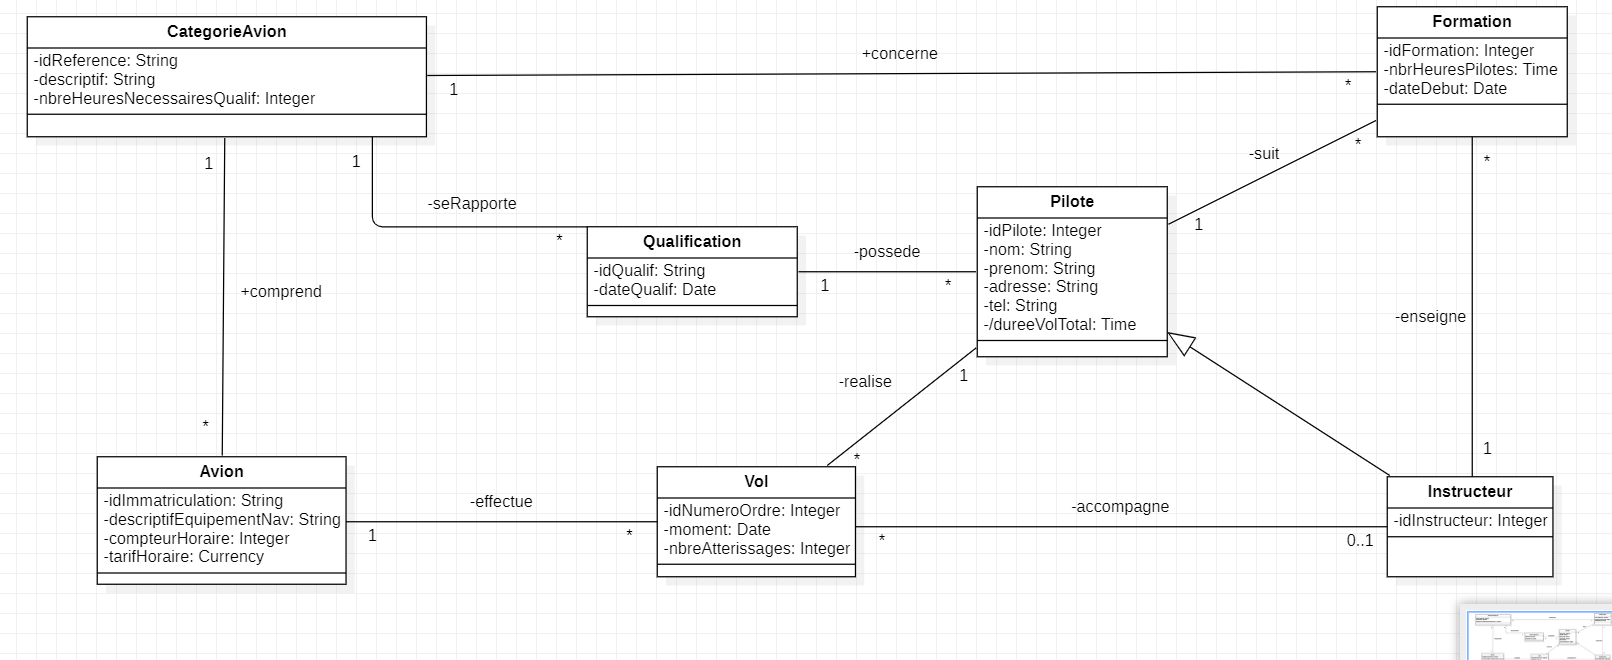 CategorieAvion
-idReference: String
-descriptif: String
-nbreHeuresNecessairesQualif: Integer
+concerne
1
*
Formation
-idFormation: Integer
-nbrHeuresPilotes: Time
-dateDebut: Date
1
1
-seRapporte
*
-suit
*
1
*
Pilote
-idPilote: Integer
-nom: String
-prenom: String
-adresse: String
-tel: String
-/dureeVolTotal: Time
Qualification
-idQualif: String
-dateQualif: Date
-possede
1
*
+comprend
*
-enseigne
1
-realise
1
*
Avion
-idImmatriculation: String
-descriptifEquipementNav: String
-compteurHoraire: Integer
-tarifHoraire: Currency
-effectue
1
*
Vol
-idNumeroOrdre: Integer
-moment: Date
-nbreAtterissages: Integer
-accompagne
*
0..1
Instructeur
-idInstructeur: Integer